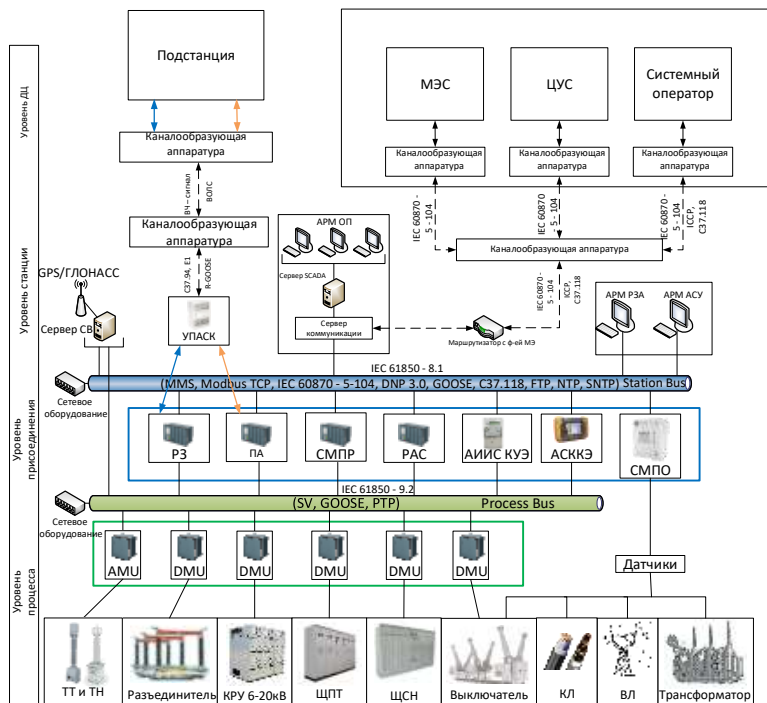 Уровень ДЦ
Подстанция
МЭС
ЦУС
Системный
оператор
Каналообразующая
аппаратура
Каналообразующая
аппаратура
Каналообразующая
аппаратура
Каналообразующая
аппаратура
ВЧ – сигнал
ВОЛС
IEC 60870 -
5 - 104
IEC 60870
- 5 - 104
IEC 60870 -
5 - 104
ICCP,
C37.118
Каналообразующая
аппаратура
Каналообразующая аппаратура
C37.94, E1
R-GOOSE
IEC 60870 -
5 - 104
ICCP,
C37.118
Уровень станции
GPS/ГЛОНАСС
Сервер СВ
УПАСК
АРМ ОП
Сервер SCADA
Сервер
коммуникации
Маршрутизатор с ф-ей МЭ
АРМ РЗА
АРМ АСУ
IEC 61850 - 8.1
(MMS, Modbus TCP, IEC 60870 - 5-104, DNP 3.0, GOOSE, C37.118, FTP, NTP, SNTP)
Station Bus
Сетевое
оборудование
Уровень
присоединения
РЗ
ПА
СМПР
РАС
АИИС КУЭ
АСККЭ
СМПО
IEC 61850 - 9.2
(SV, GOOSE, PTP)
Process Bus
Сетевое
оборудование
Уровень
процесса
AMU
DMU
DMU
DMU
DMU
DMU
Датчики
ТТ и ТН
Разъединитель
КРУ 6-20кВ
ЩПТ
ЩСН
Выключатель
КЛ
ВЛ
Трансформатор